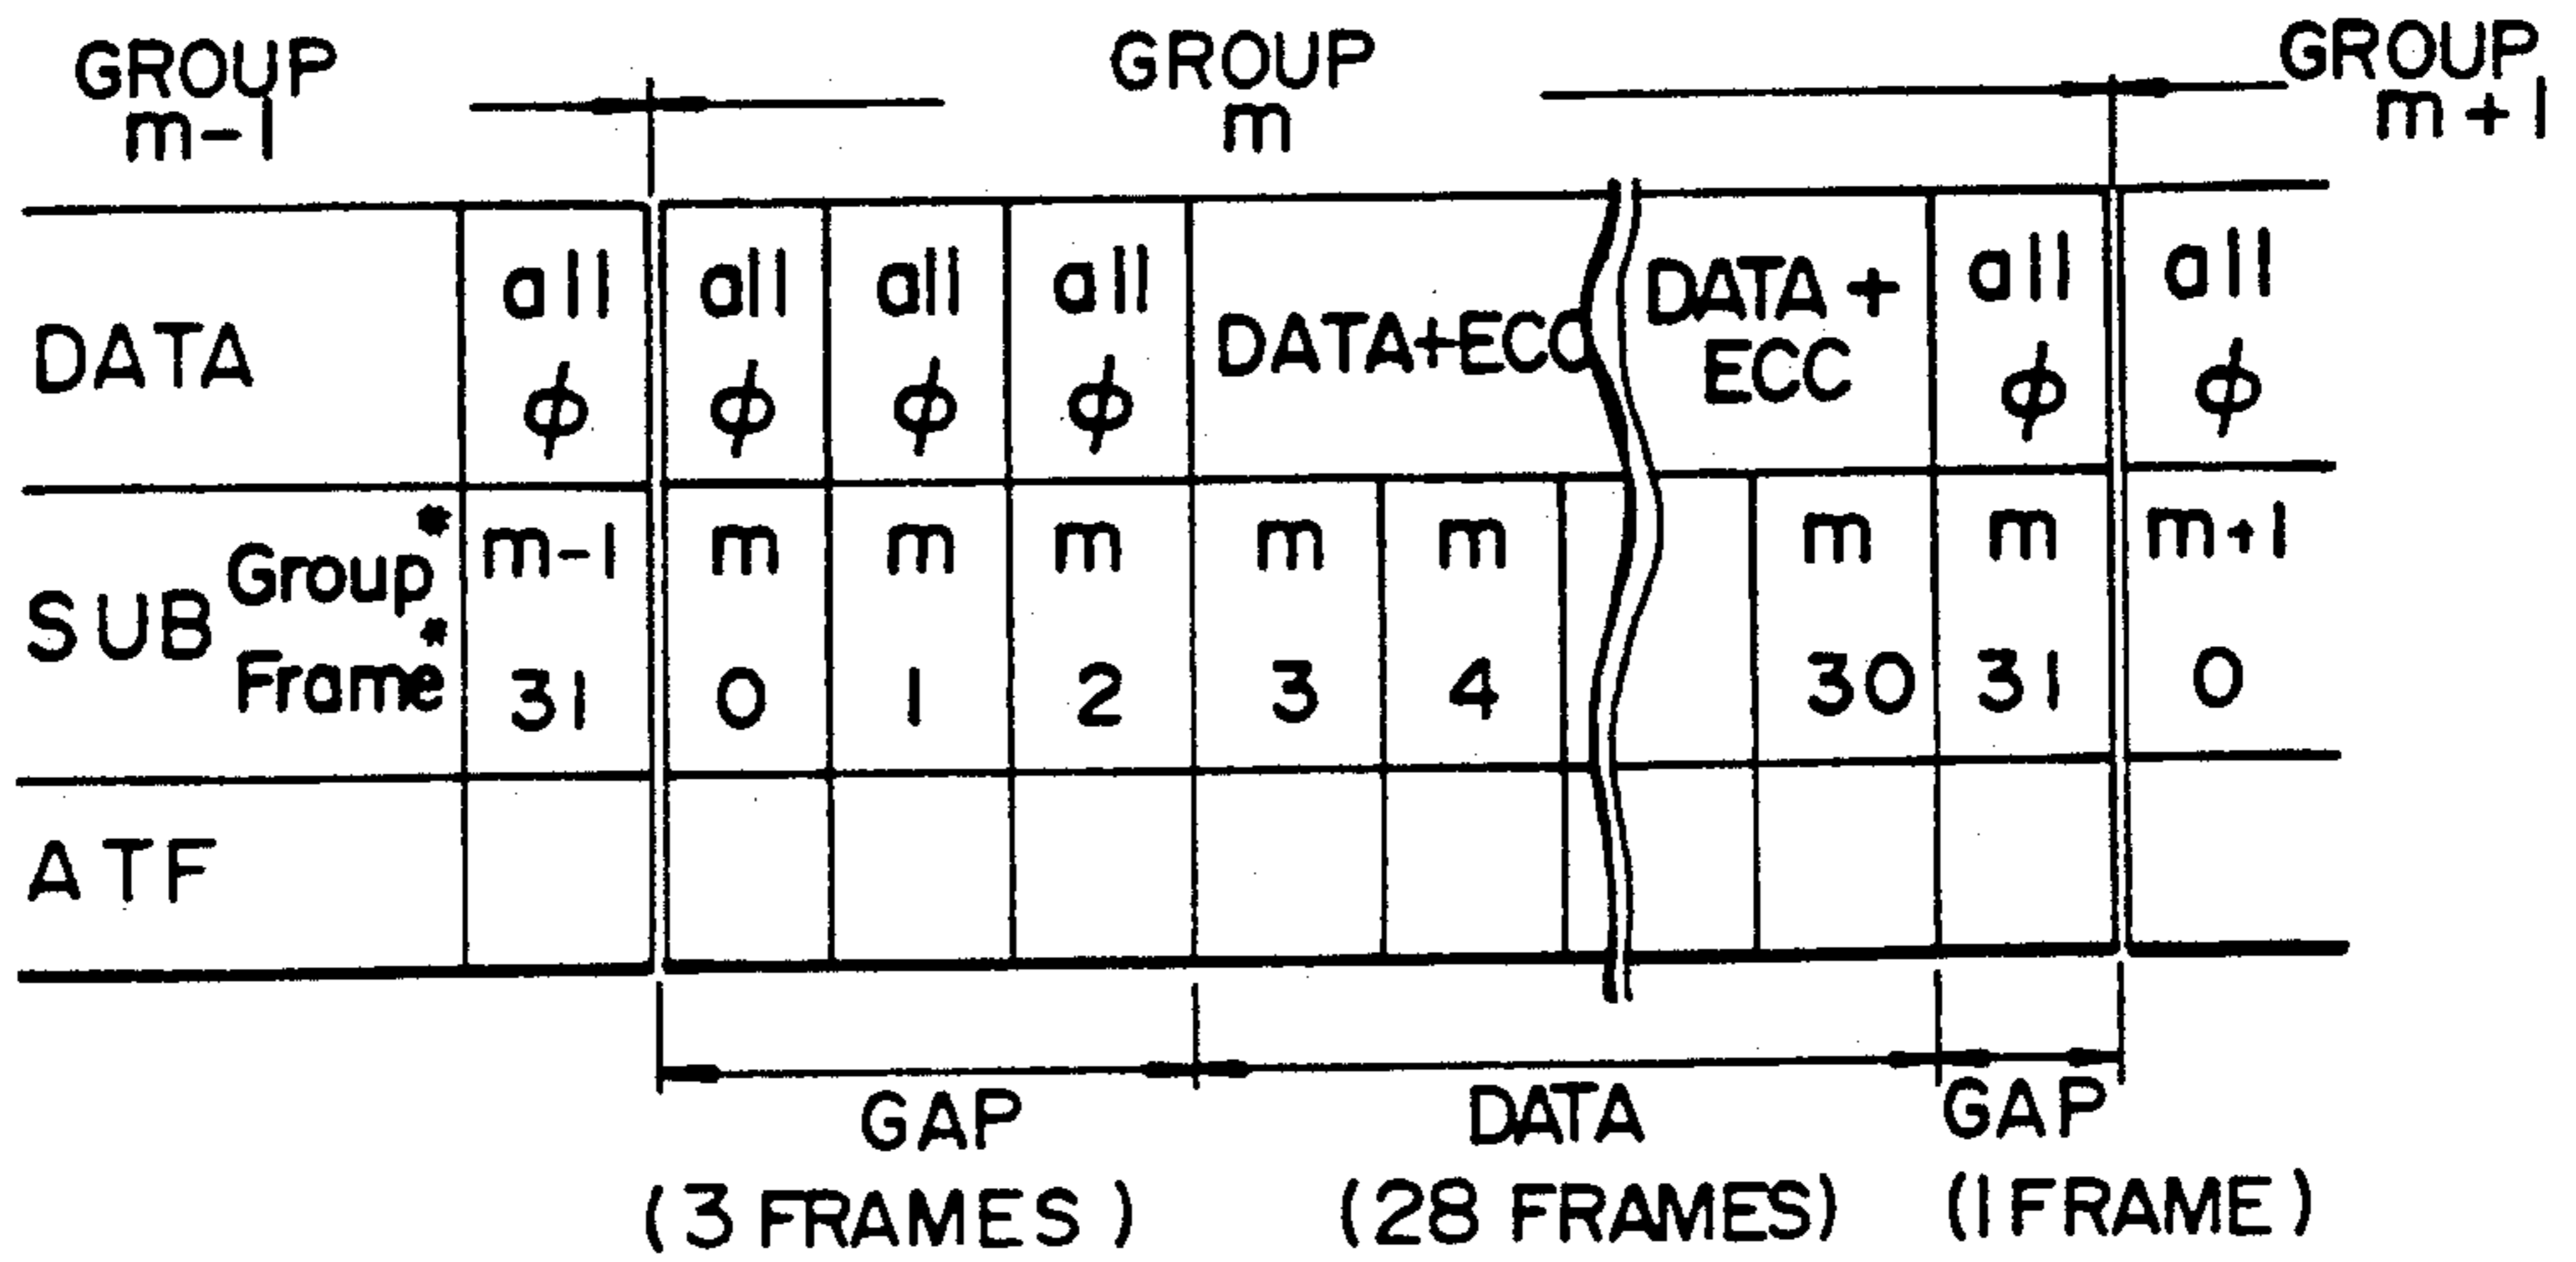 GROUP m-1 GROUP m GROUP m+1
DATA all φ all φ all φ all φ DATA+ECC DATA + ECC all φ all φ
SUB Group* m-1 m m m m m m m m+1
Frame* 31 0 1 2 3 4 30 31 0
ATF
GAP DATA GAP
(3 FRAMES) (28 FRAMES) (1 FRAME)